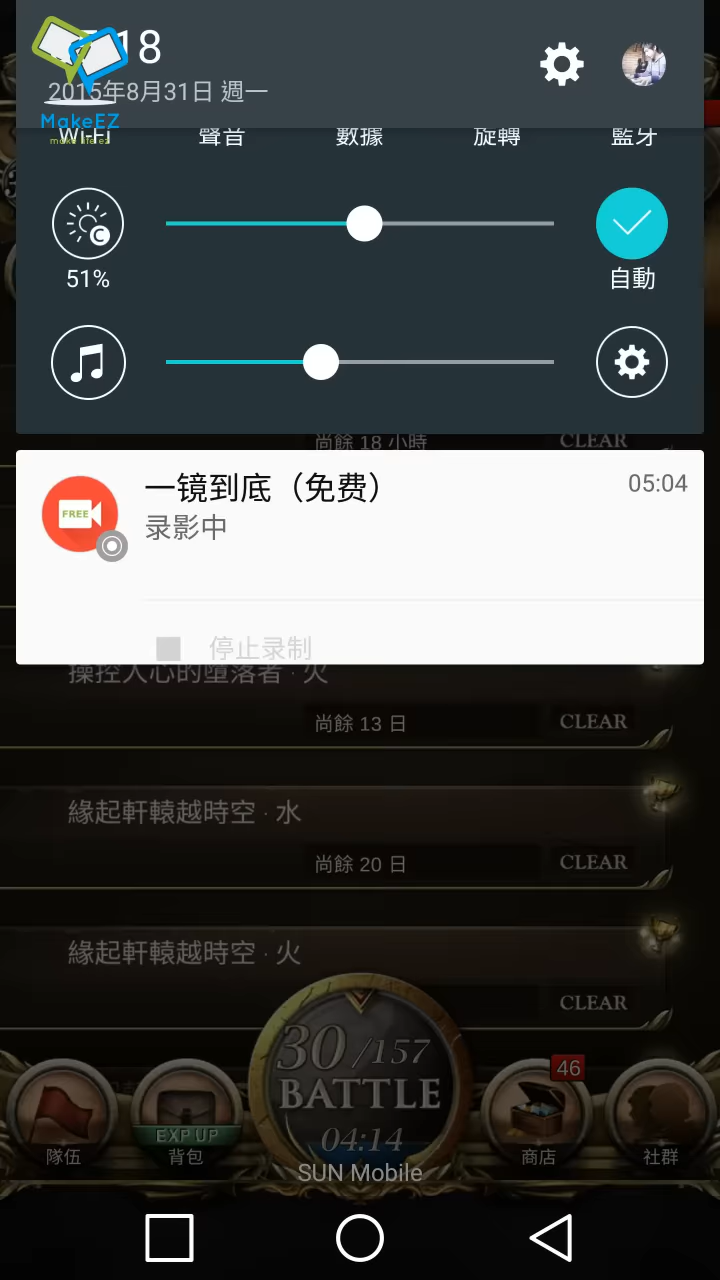 18
2015年8月31日 週一
MakeEZ
make life ez
Wi-Fi
聲音
數據
旋轉
藍牙
51%
自動
尚餘 18 小時
CLEAR
FREE
一镜到底（免费）
05:04
录影中
停止录制
操控人心的墮落者 · 火
尚餘 13 日
CLEAR
緣起軒轅越時空 · 水
尚餘 20 日
CLEAR
緣起軒轅越時空 · 火
CLEAR
30/157
BATTLE
04:14
46
EXP UP
隊伍
背包
商店
社群
SUN Mobile